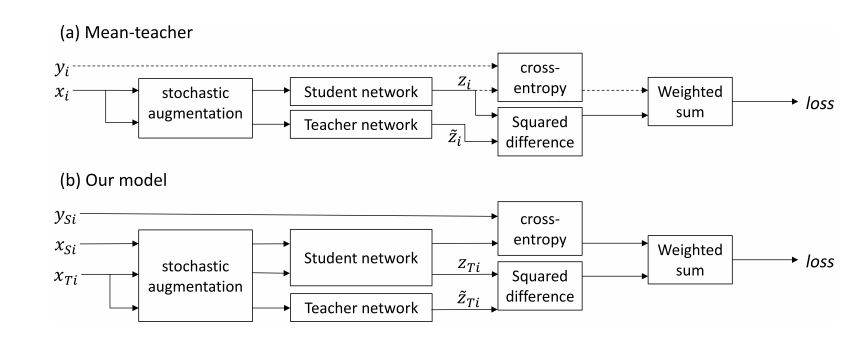 (a) Mean-teacher
y_i
x_i
stochastic
augmentation
Student network
Teacher network
z_i
z̃_i
cross-
entropy
Squared
difference
Weighted
sum
loss
(b) Our model
y_{Si}
x_{Si}
x_{Ti}
stochastic
augmentation
Student network
Teacher network
z_{Ti}
z̃_{Ti}
cross-
entropy
Squared
difference
Weighted
sum
loss